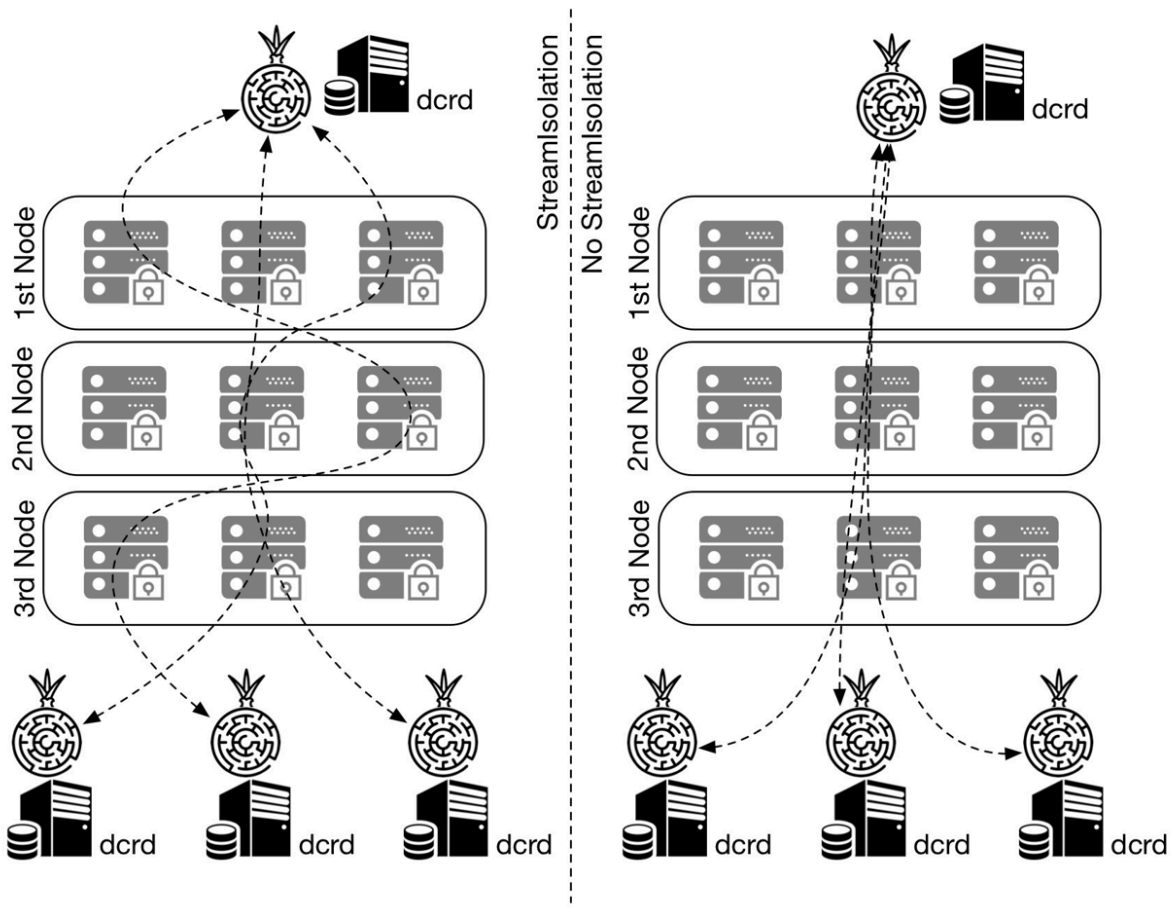 dcrd
StreamIsolation
1st Node
2nd Node
3rd Node
dcrd
dcrd
dcrd
No StreamIsolation
dcrd
1st Node
2nd Node
3rd Node
dcrd
dcrd
dcrd